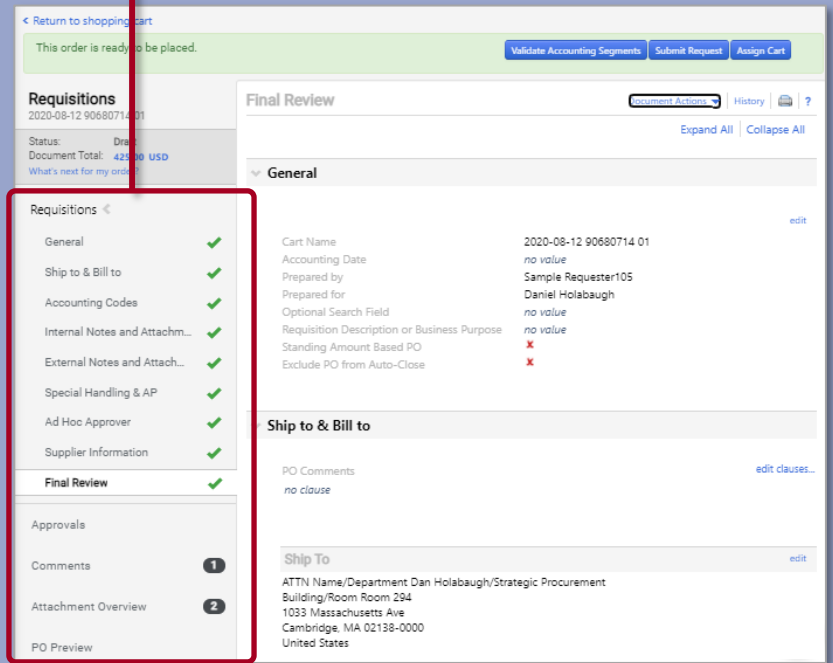 < Return to shopping cart
This order is ready to be placed.
Validate Accounting Segments Submit Request Assign Cart
Requisitions
2020-08-12 90680714 01
Status: Draft
Document Total: 425.00 USD
What's next for my order?
Requisitions <
General
Ship to & Bill to
Accounting Codes
Internal Notes and Attachm...
External Notes and Attach...
Special Handling & AP
Ad Hoc Approver
Supplier Information
Final Review
Approvals
Comments 1
Attachment Overview 2
PO Preview
Final Review
Document Actions History ?
Expand All Collapse All
General
edit
Cart Name 2020-08-12 90680714 01
Accounting Date no value
Prepared by Sample Requester105
Prepared for Daniel Holabaugh
Optional Search Field no value
Requisition Description or Business Purpose no value
Standing Amount Based PO
Exclude PO from Auto-Close
Ship to & Bill to
PO Comments edit clauses...
no clause
Ship To edit
ATTN Name/Department Dan Holabaugh/Strategic Procurement
Building/Room Room 294
1033 Massachusetts Ave
Cambridge, MA 02138-0000
United States